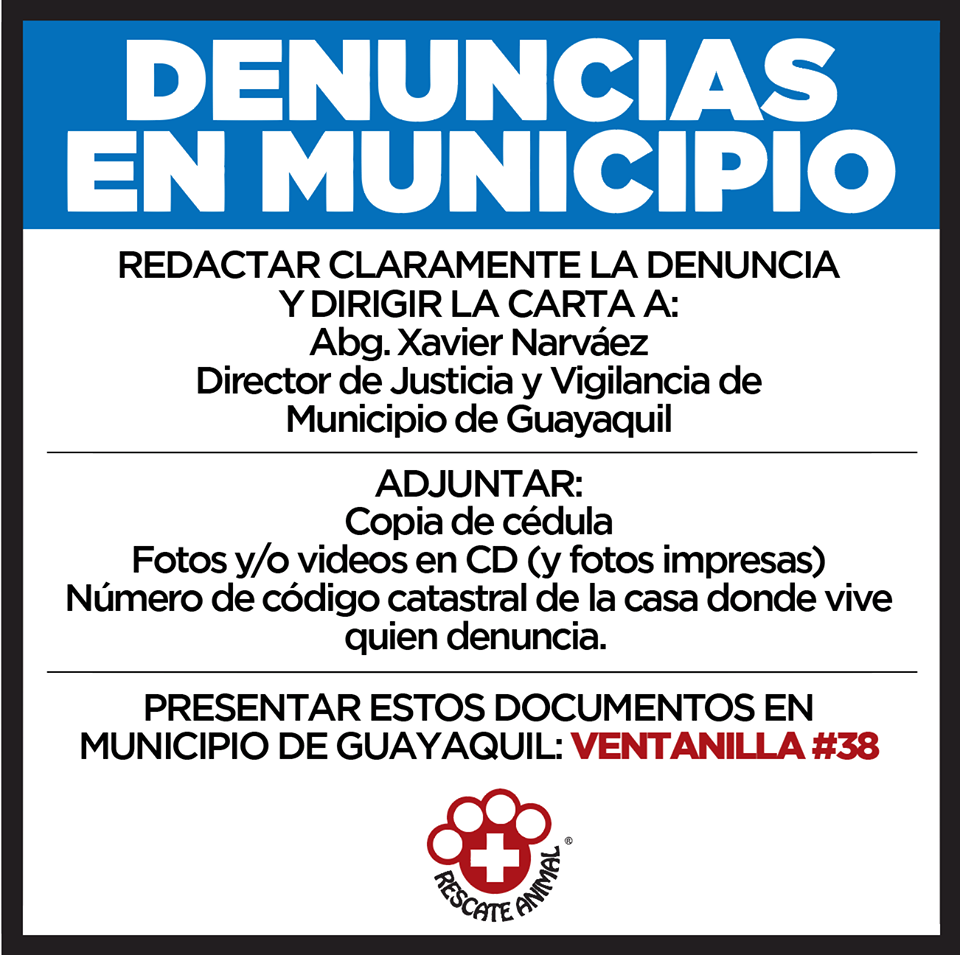 DENUNCIAS
EN MUNICIPIO
REDACTAR CLARAMENTE LA DENUNCIA
Y DIRIGIR LA CARTA A:
Abg. Xavier Narváez
Director de Justicia y Vigilancia de
Municipio de Guayaquil
ADJUNTAR:
Copia de cédula
Fotos y/o videos en CD (y fotos impresas)
Número de código catastral de la casa donde vive
quien denuncia.
PRESENTAR ESTOS DOCUMENTOS EN
MUNICIPIO DE GUAYAQUIL: VENTANILLA #38
RESCATE ANIMAL ®